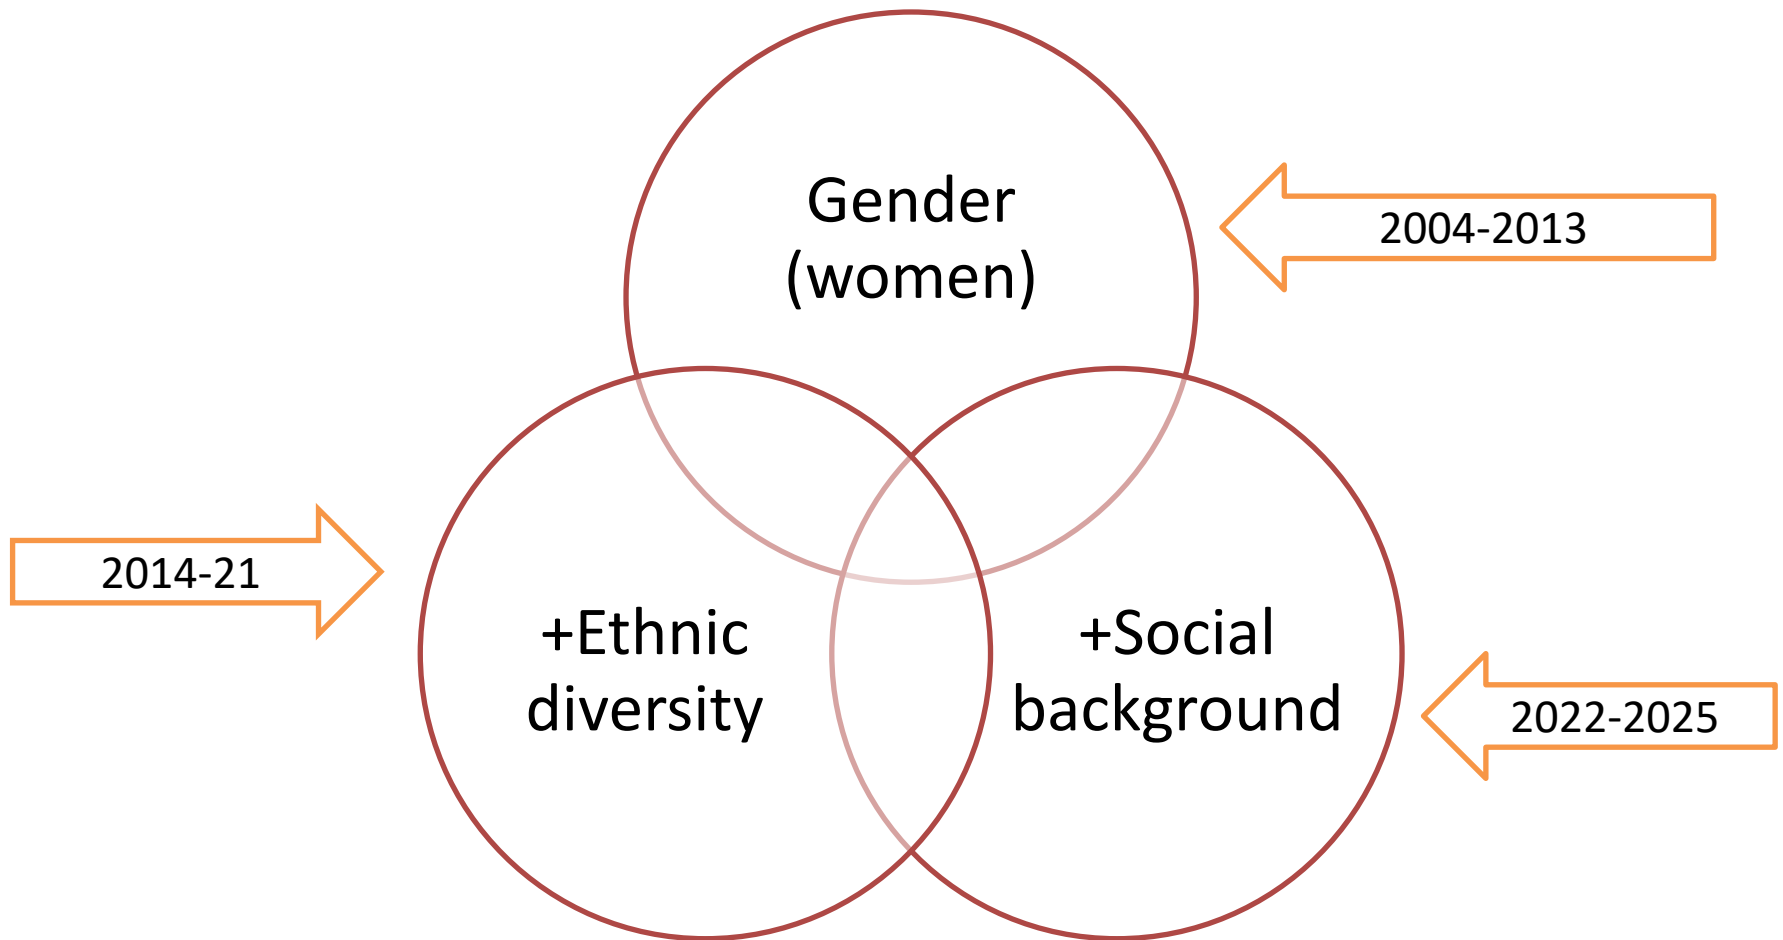 Gender
(women)
2004-2013
2014-21
+Ethnic
diversity
+Social
background
2022-2025